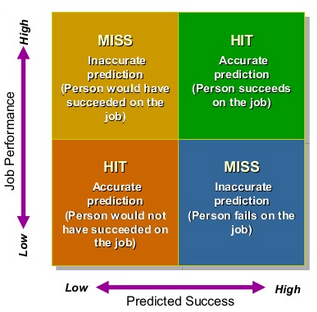 High
MISS
Inaccurate
prediction
(Person would have
succeeded on the
job)
HIT
Accurate
prediction
(Person succeeds
on the job)
Job Performance
HIT
Accurate
prediction
(Person would not
have succeeded on
the job)
MISS
Inaccurate
prediction
(Person fails on the
job)
Low
Low
High
Predicted Success